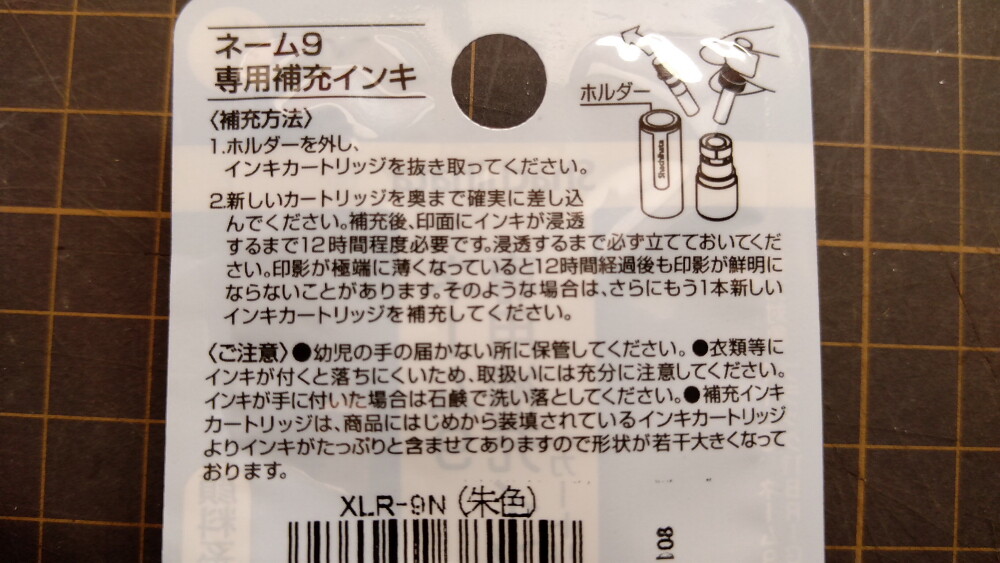 ネーム9
専用補充インキ
〈補充方法〉
1.ホルダーを外し、
インキカートリッジを抜き取ってください。
ホルダー
Shachihata
2.新しいカートリッジを奥まで確実に差し込
んでください。補充後、印面にインキが浸透
するまで12時間程度必要です。浸透するまで必ず立てておいてくだ
さい。印影が極端に薄くなっていると12時間経過後も印影が鮮明に
ならないことがあります。そのような場合は、さらにもう1本新しい
インキカートリッジを補充してください。
〈ご注意〉●幼児の手の届かない所に保管してください。●衣類等に
インキが付くと落ちにくいため、取扱いには充分に注意してください。
インキが手に付いた場合は石鹸で洗い落としてください。●補充インキ
カートリッジは、商品にはじめから装填されているインキカートリッジ
よりインキがたっぷりと含ませてありますので形状が若干大きくなって
おります。
XLR-9N (朱色)
801